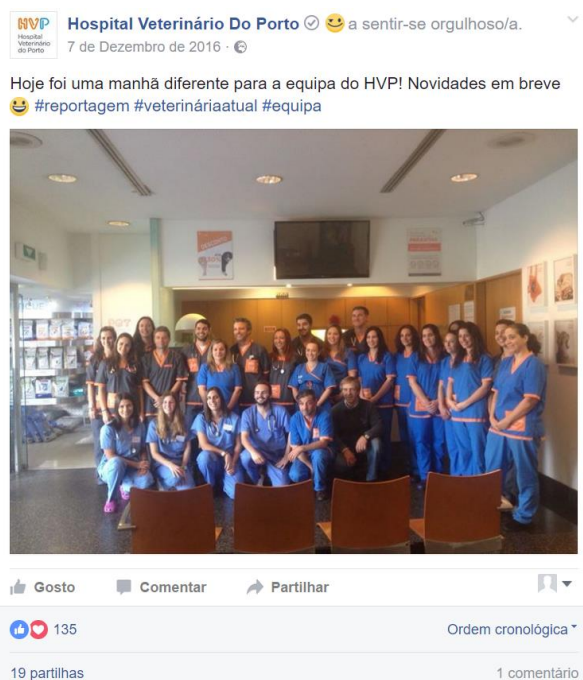 HVP
Hospital
Veterinário
do Porto
Hospital Veterinário Do Porto a sentir-se orgulhoso/a.
7 de Dezembro de 2016 ·
Hoje foi uma manhã diferente para a equipa do HVP! Novidades em breve
#reportagem #veterináriaatual #equipa
Gosto Comentar Partilhar
135 Ordem cronológica
19 partilhas 1 comentário